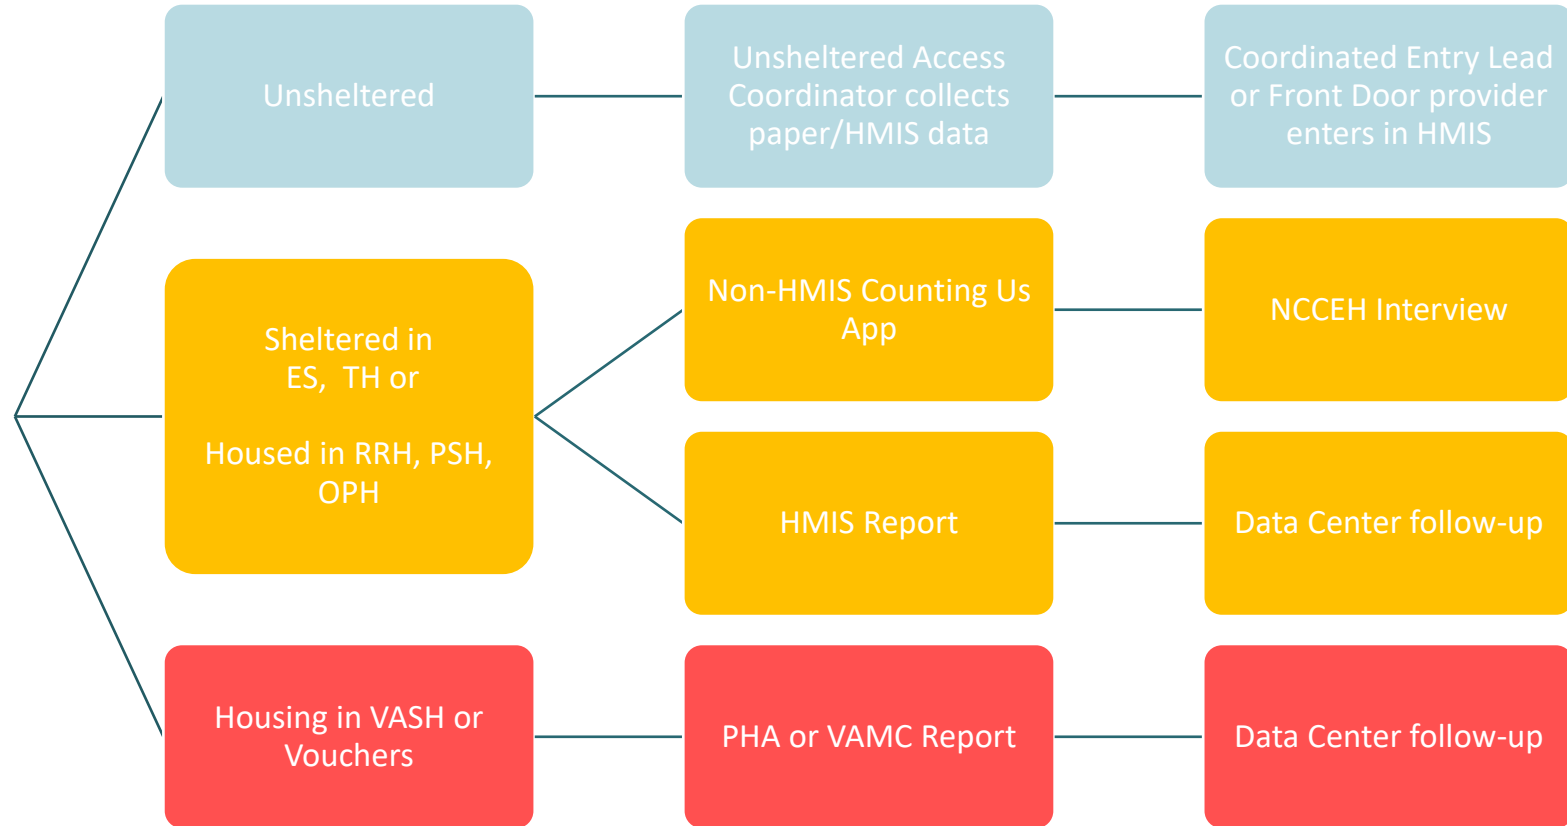 Unsheltered
Unsheltered Access
Coordinator collects
paper/HMIS data
Coordinated Entry Lead
or Front Door provider
enters in HMIS
Sheltered in
ES, TH or
Housed in RRH, PSH,
OPH
Non-HMIS Counting Us
App
NCCEH Interview
HMIS Report
Data Center follow-up
Housing in VASH or
Vouchers
PHA or VAMC Report
Data Center follow-up